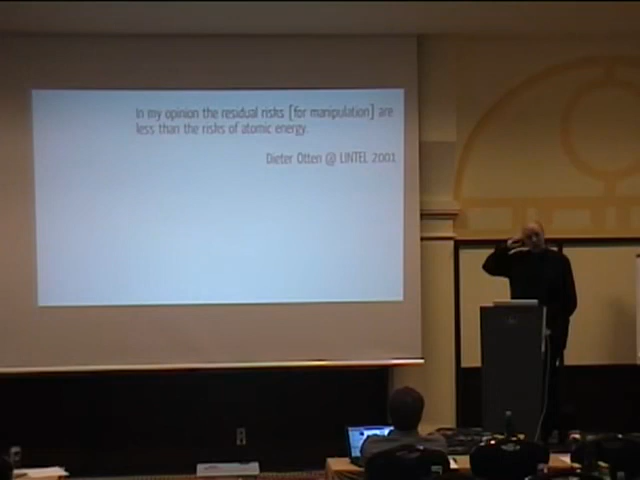 In my opinion the residual risks [for manipulation] are
less than the risks of atomic energy.
Dieter Otten @ LINTEL 2001